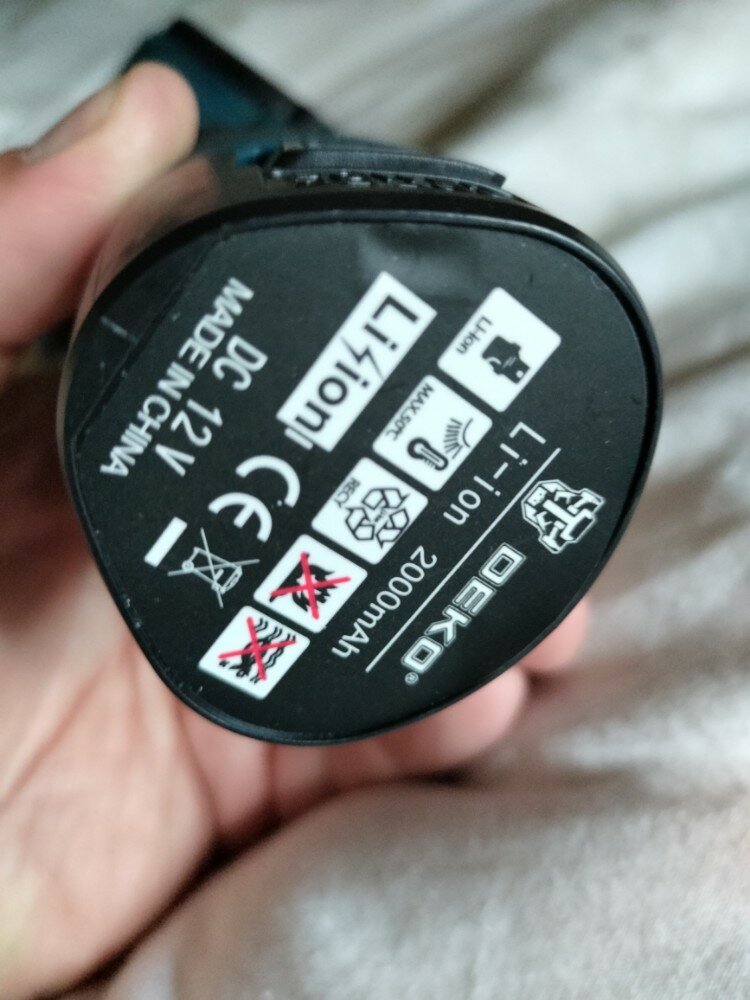 DEKO®
Li-ion 2000mAh
Li-ion
MAX.50℃
RECY
Li ion
DC 12V
MADE IN CHINA
CE